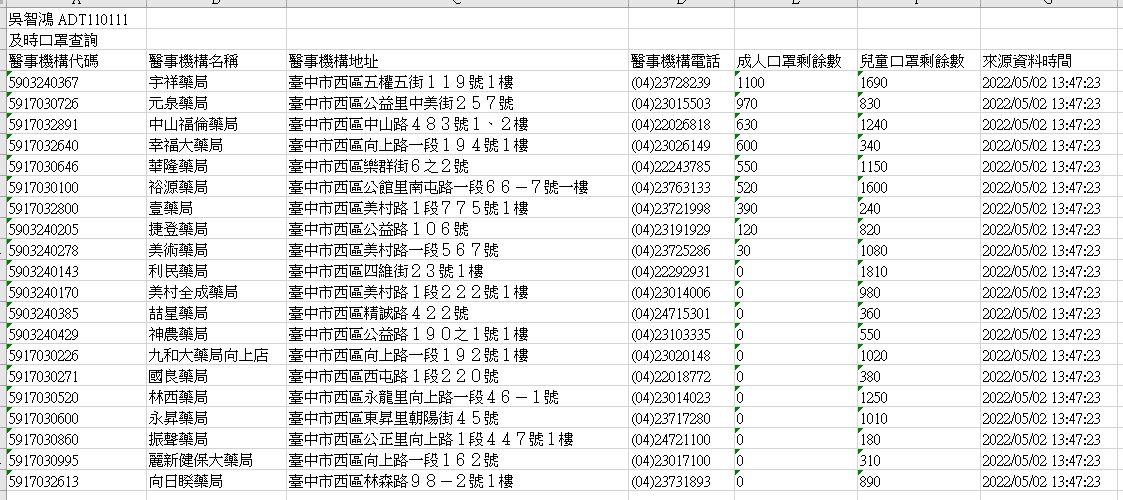 吳智鴻 ADT110111
及時口罩查詢
醫事機構代碼 醫事機構名稱 醫事機構地址 醫事機構電話 成人口罩剩餘數 兒童口罩剩餘數 來源資料時間
5903240367 宇祥藥局 臺中市西區五權五街１１９號１樓 (04)23728239 1100 1690 2022/05/02 13:47:23
5917030726 元泉藥局 臺中市西區公益里中美街２５７號 (04)23015503 970 830 2022/05/02 13:47:23
5917032891 中山福倫藥局 臺中市西區中山路４８３號１、２樓 (04)22026818 630 1240 2022/05/02 13:47:23
5917032640 幸福大藥局 臺中市西區向上路一段１９４號１樓 (04)23026149 600 340 2022/05/02 13:47:23
5917030646 華隆藥局 臺中市西區樂群街６之２號 (04)22243785 550 1150 2022/05/02 13:47:23
5917030100 裕源藥局 臺中市西區公館里南屯路一段６６－７號一樓 (04)23763133 520 1600 2022/05/02 13:47:23
5917032800 壹藥局 臺中市西區美村路１段７７５號１樓 (04)23721998 390 240 2022/05/02 13:47:23
5903240205 捷登藥局 臺中市西區公益路１０６號 (04)23191929 120 820 2022/05/02 13:47:23
5903240278 美術藥局 臺中市西區美村路一段５６７號 (04)23725286 30 1080 2022/05/02 13:47:23
5903240143 利民藥局 臺中市西區四維街２３號１樓 (04)22292931 0 1810 2022/05/02 13:47:23
5903240170 美村全成藥局 臺中市西區美村路１段２２２號１樓 (04)23014006 0 980 2022/05/02 13:47:23
5903240385 喆星藥局 臺中市西區精誠路４２２號 (04)24715301 0 360 2022/05/02 13:47:23
5903240429 神農藥局 臺中市西區公益路１９０之１號１樓 (04)23103335 0 550 2022/05/02 13:47:23
5917030226 九和大藥局向上店 臺中市西區向上路一段１９２號１樓 (04)23020148 0 1020 2022/05/02 13:47:23
5917030271 國良藥局 臺中市西區西屯路１段２２０號 (04)22018772 0 380 2022/05/02 13:47:23
5917030520 林西藥局 臺中市西區永龍里向上路一段４６－１號 (04)23014023 0 1250 2022/05/02 13:47:23
5917030600 永昇藥局 臺中市西區東昇里朝陽街４５號 (04)23717280 0 1010 2022/05/02 13:47:23
5917030860 振聲藥局 臺中市西區公正里向上路１段４４７號１樓 (04)24721100 0 180 2022/05/02 13:47:23
5917030995 麗新健保大藥局 臺中市西區向上路一段１６２號 (04)23017100 0 310 2022/05/02 13:47:23
5917032613 向日暌藥局 臺中市西區林森路９８－２號１樓 (04)23731893 0 890 2022/05/02 13:47:23